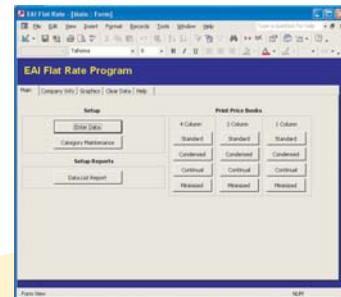 EAI Flat Rate - [Main : Form]
File Edit View Insert Format Records Tools Window Help
Tahoma 8 B I U
EAI Flat Rate Program
Main Company Info Graphics Clear Data Help
Setup
Enter Data
Category Maintenance
Setup Reports
Data List Report
Print Price Books
4 Column 2 Column 1 Column
Standard Standard Standard
Condensed Condensed Condensed
Continual Continual Continual
Minimized Minimized Minimized
Form View NUM